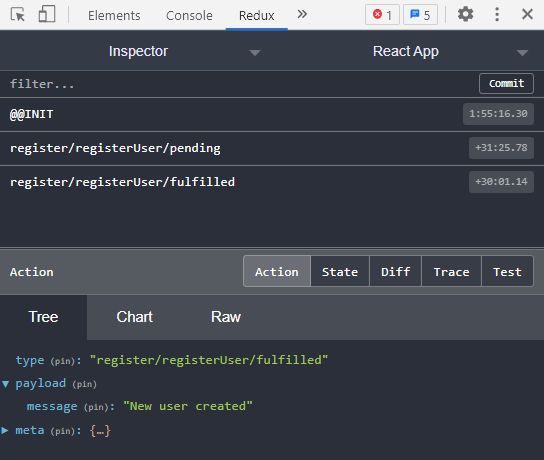 Elements Console Redux » 1 5
Inspector React App
filter... Commit
@@INIT 1:55:16.30
register/registerUser/pending +31:25.78
register/registerUser/fulfilled +30:01.14
Action Action State Diff Trace Test
Tree Chart Raw
type (pin): "register/registerUser/fulfilled"
payload (pin)
message (pin): "New user created"
meta (pin): {…}